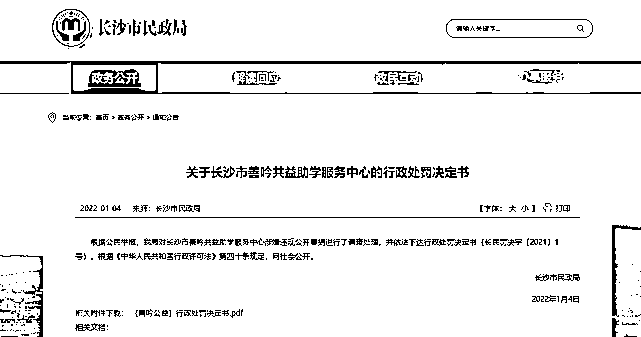 长沙市民政局
请输入关键字...
政务公开 解读回应 政民互动 办事服务
当前位置：首页 > 政务公开 > 通知公告
关于长沙市善吟共益助学服务中心的行政处罚决定书
2022-01-04 来源：长沙市民政局 【字体：大 小】 打印
根据公民举报，我局对长沙市善吟共益助学服务中心涉嫌违规公开募捐进行了调查处理，并依法下达行政处罚决定书（长民罚决字〔2021〕1
号）。根据《中华人民共和国行政许可法》第四十条规定，向社会公开。
长沙市民政局
2022年1月4日
相关附件下载：（善吟公益）行政处罚决定书.pdf
相关文档：